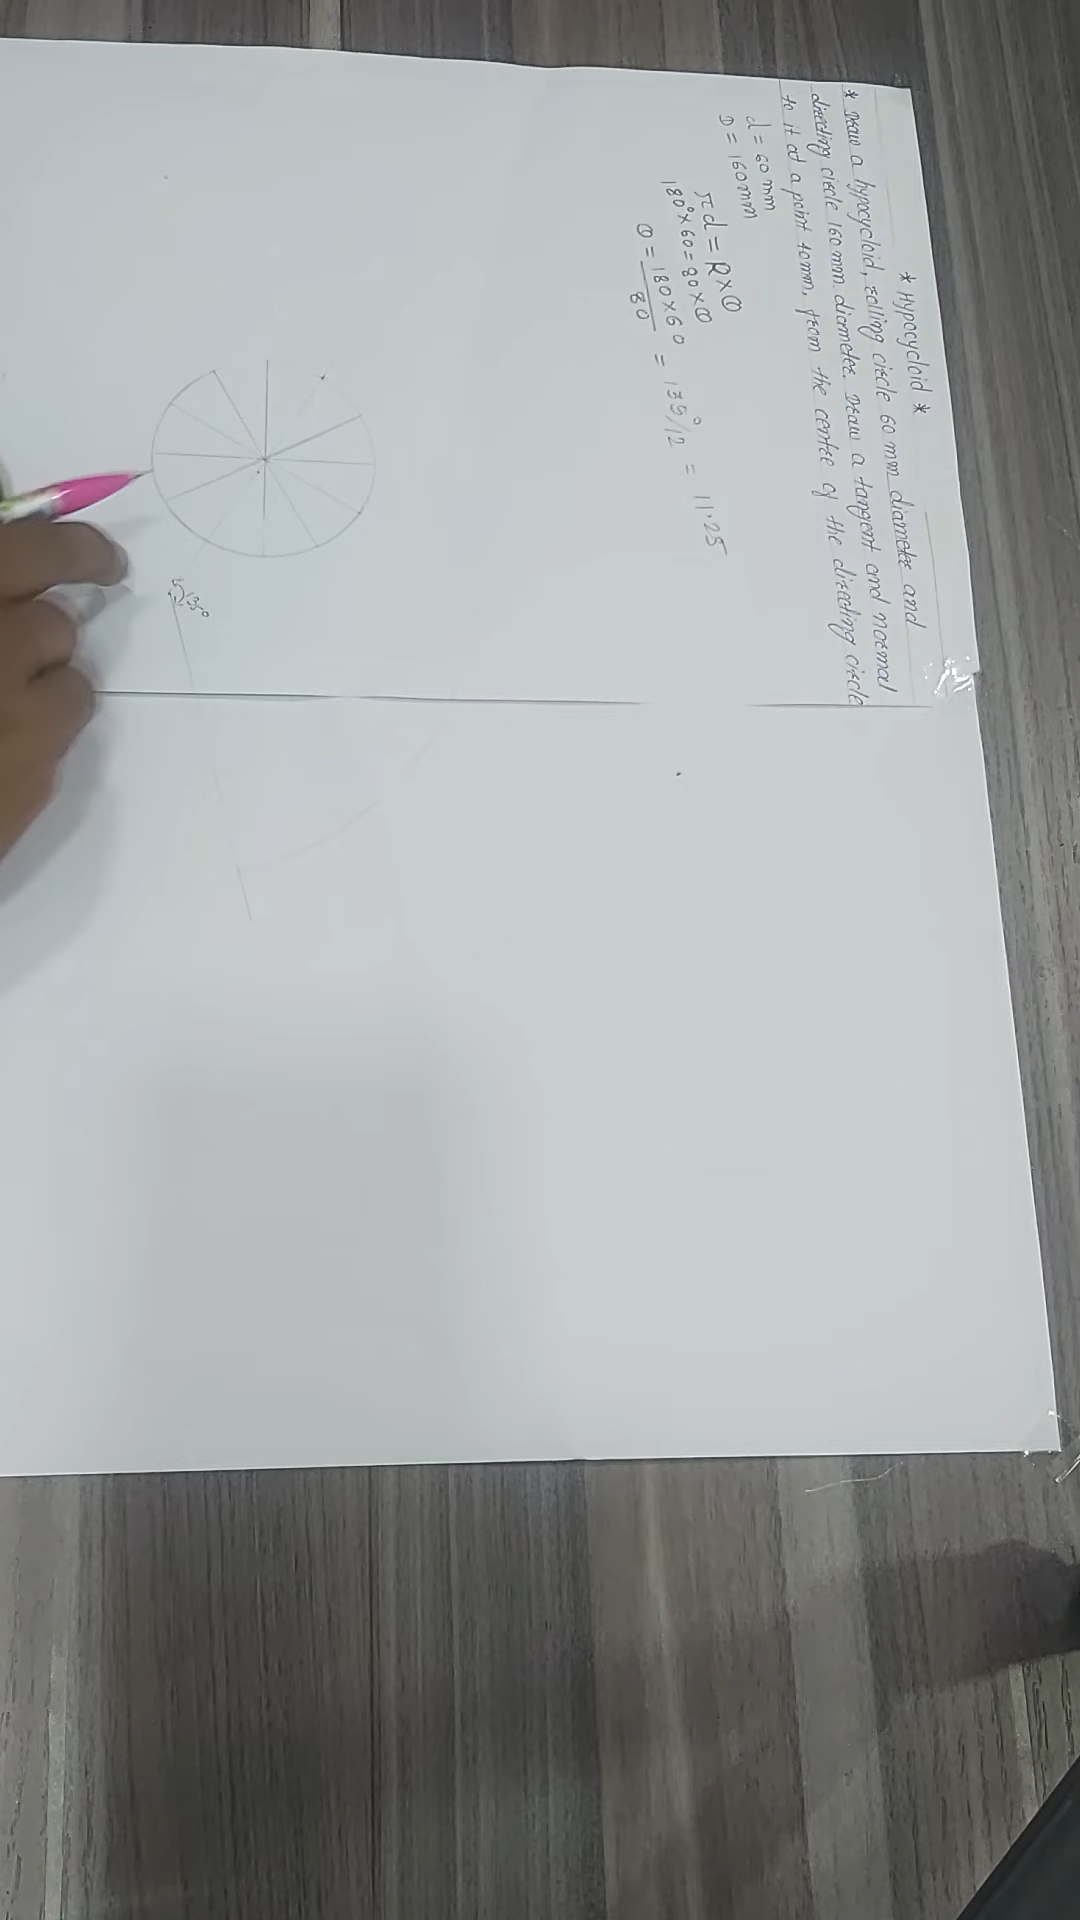 * Hypocycloid *
* Draw a hypocycloid, rolling circle 60 mm diameter and
directing circle 160 mm diameter. Draw a tangent and normal
to it at a point 40mm, from the centre of the directing circle
d = 60 mm
D = 160mm
πd = R×θ
180°×60 = 80×θ
θ = 180×60/80 = 135°/12 = 11.25
135°